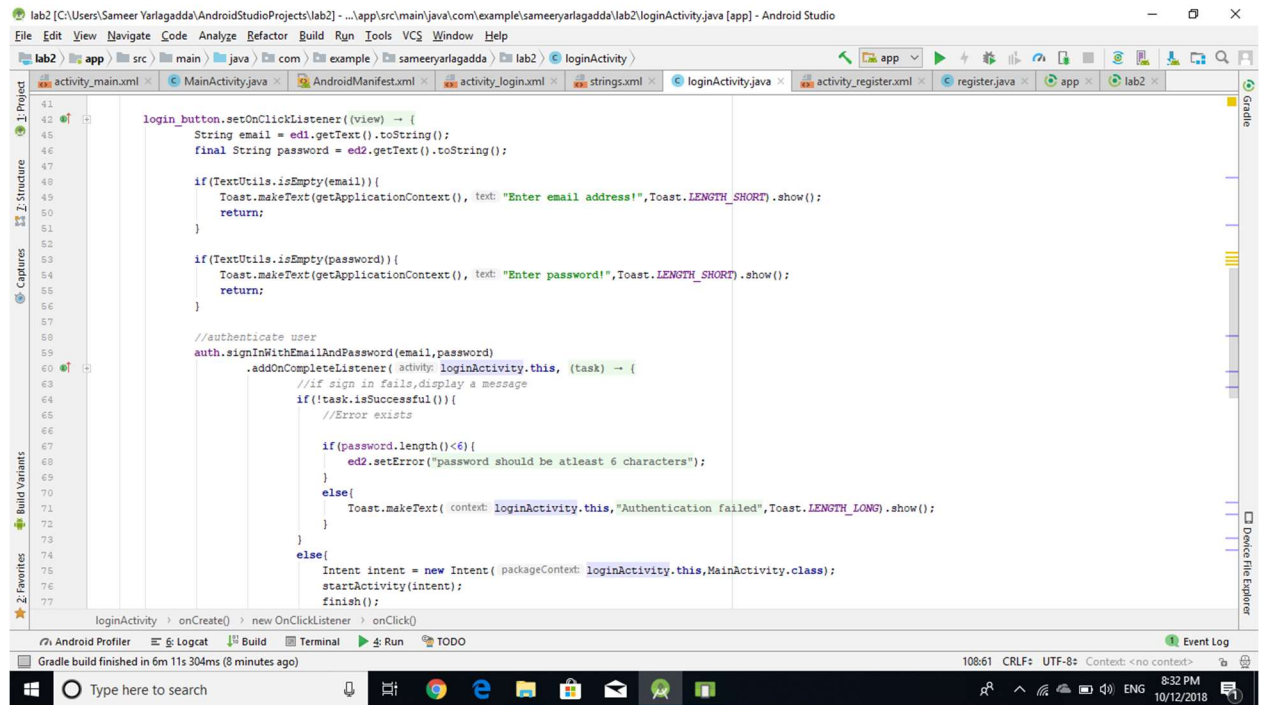 lab2 [C:\Users\Sameer Yarlagadda\AndroidStudioProjects\lab2] - ...\app\src\main\java\com\example\sameeryarlagadda\lab2\loginActivity.java [app] - Android Studio
File Edit View Navigate Code Analyze Refactor Build Run Tools VCS Window Help
lab2 app src main java com example sameeryarlagadda lab2 loginActivity app
activity_main.xml MainActivity.java AndroidManifest.xml activity_login.xml strings.xml loginActivity.java activity_register.xml register.java app lab2
1: Project
Z: Structure
Captures
Build Variants
2: Favorites
41
42 login_button.setOnClickListener((view) → {
45 String email = ed1.getText().toString();
46 final String password = ed2.getText().toString();
47
48 if(TextUtils.isEmpty(email)){
49 Toast.makeText(getApplicationContext(), text: "Enter email address!",Toast.LENGTH_SHORT).show();
50 return;
51 }
52
53 if(TextUtils.isEmpty(password)){
54 Toast.makeText(getApplicationContext(), text: "Enter password!",Toast.LENGTH_SHORT).show();
55 return;
56 }
57
58 //authenticate user
59 auth.signInWithEmailAndPassword(email,password)
60 .addOnCompleteListener( activity: loginActivity.this, (task) → {
63 //if sign in fails,display a message
64 if(!task.isSuccessful()){
65 //Error exists
66
67 if(password.length()<6){
68 ed2.setError("password should be atleast 6 characters");
69 }
70 else{
71 Toast.makeText( context: loginActivity.this,"Authentication failed",Toast.LENGTH_LONG).show();
72 }
73 }
74 else{
75 Intent intent = new Intent( packageContext: loginActivity.this,MainActivity.class);
76 startActivity(intent);
77 finish();
Gradle
Device File Explorer
loginActivity › onCreate() › new OnClickListener › onClick()
Android Profiler 6: Logcat Build Terminal 4: Run TODO 1 Event Log
Gradle build finished in 6m 11s 304ms (8 minutes ago) 108:61 CRLF UTF-8 Context: <no context>
Type here to search ENG 8:32 PM
10/12/2018
1